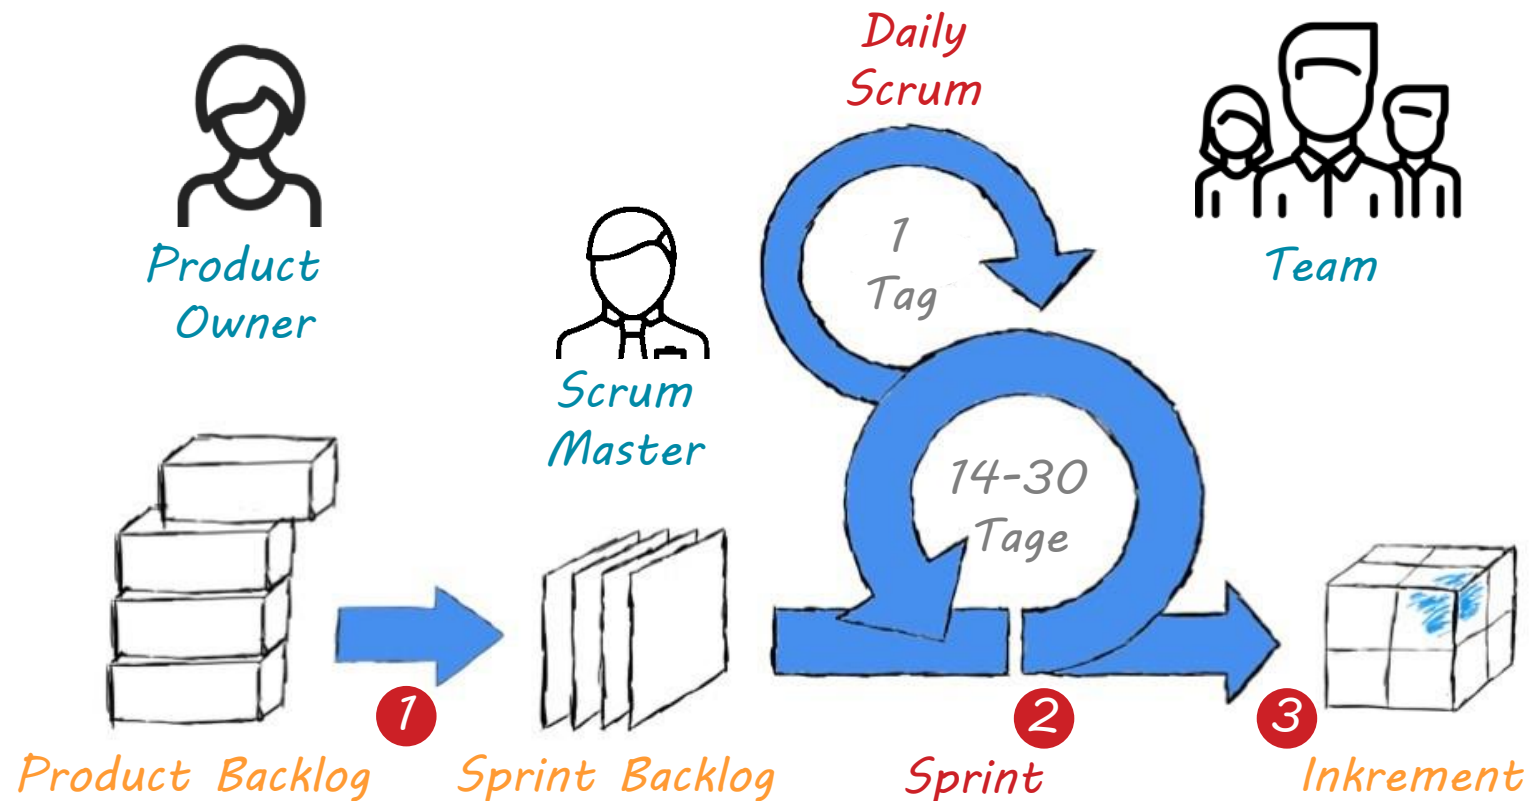 Daily
Scrum
Product
Owner
Scrum
Master
Team
1
Tag
14-30
Tage
1
2
3
Product Backlog
Sprint Backlog
Sprint
Inkrement